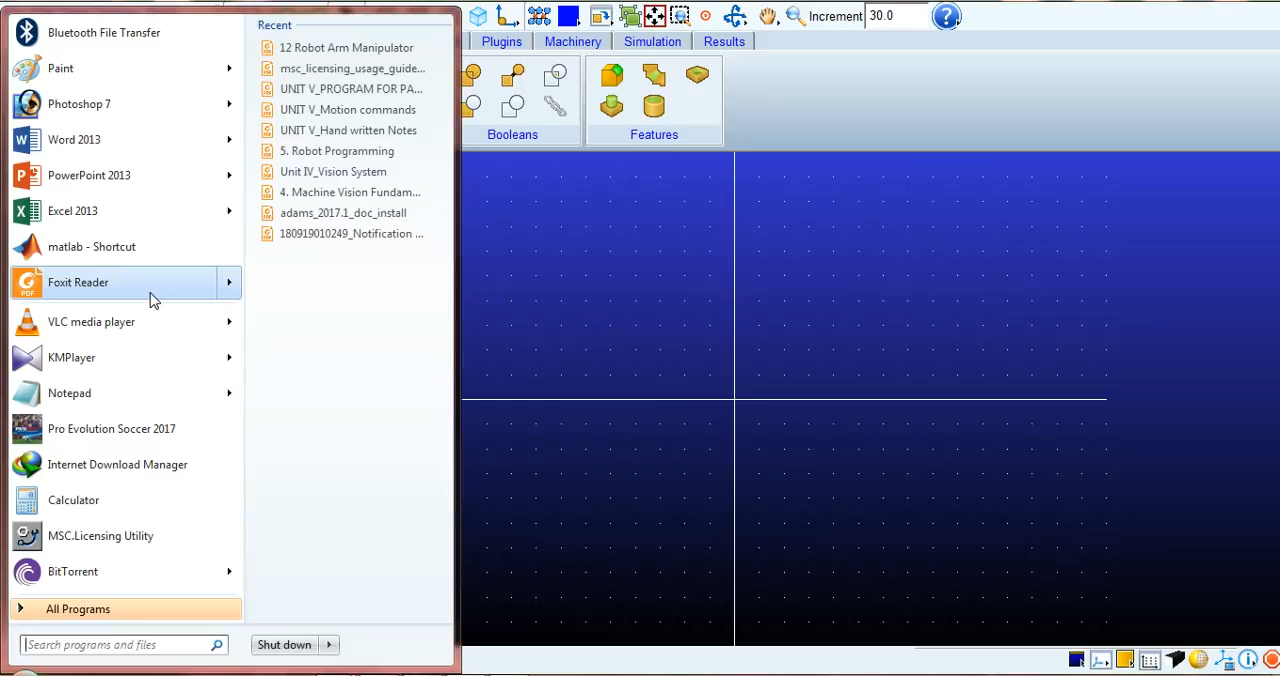 Bluetooth File Transfer
Paint
Photoshop 7
Word 2013
PowerPoint 2013
Excel 2013
matlab - Shortcut
Foxit Reader
VLC media player
KMPlayer
Notepad
Pro Evolution Soccer 2017
Internet Download Manager
Calculator
MSC.Licensing Utility
BitTorrent
All Programs
Search programs and files
Shut down
Recent
12 Robot Arm Manipulator
msc_licensing_usage_guide...
UNIT V_PROGRAM FOR PA...
UNIT V_Motion commands
UNIT V_Hand written Notes
5. Robot Programming
Unit IV_Vision System
4. Machine Vision Fundam...
adams_2017.1_doc_install
180919010249_Notification ...
Increment 30.0
Plugins Machinery Simulation Results
Booleans Features